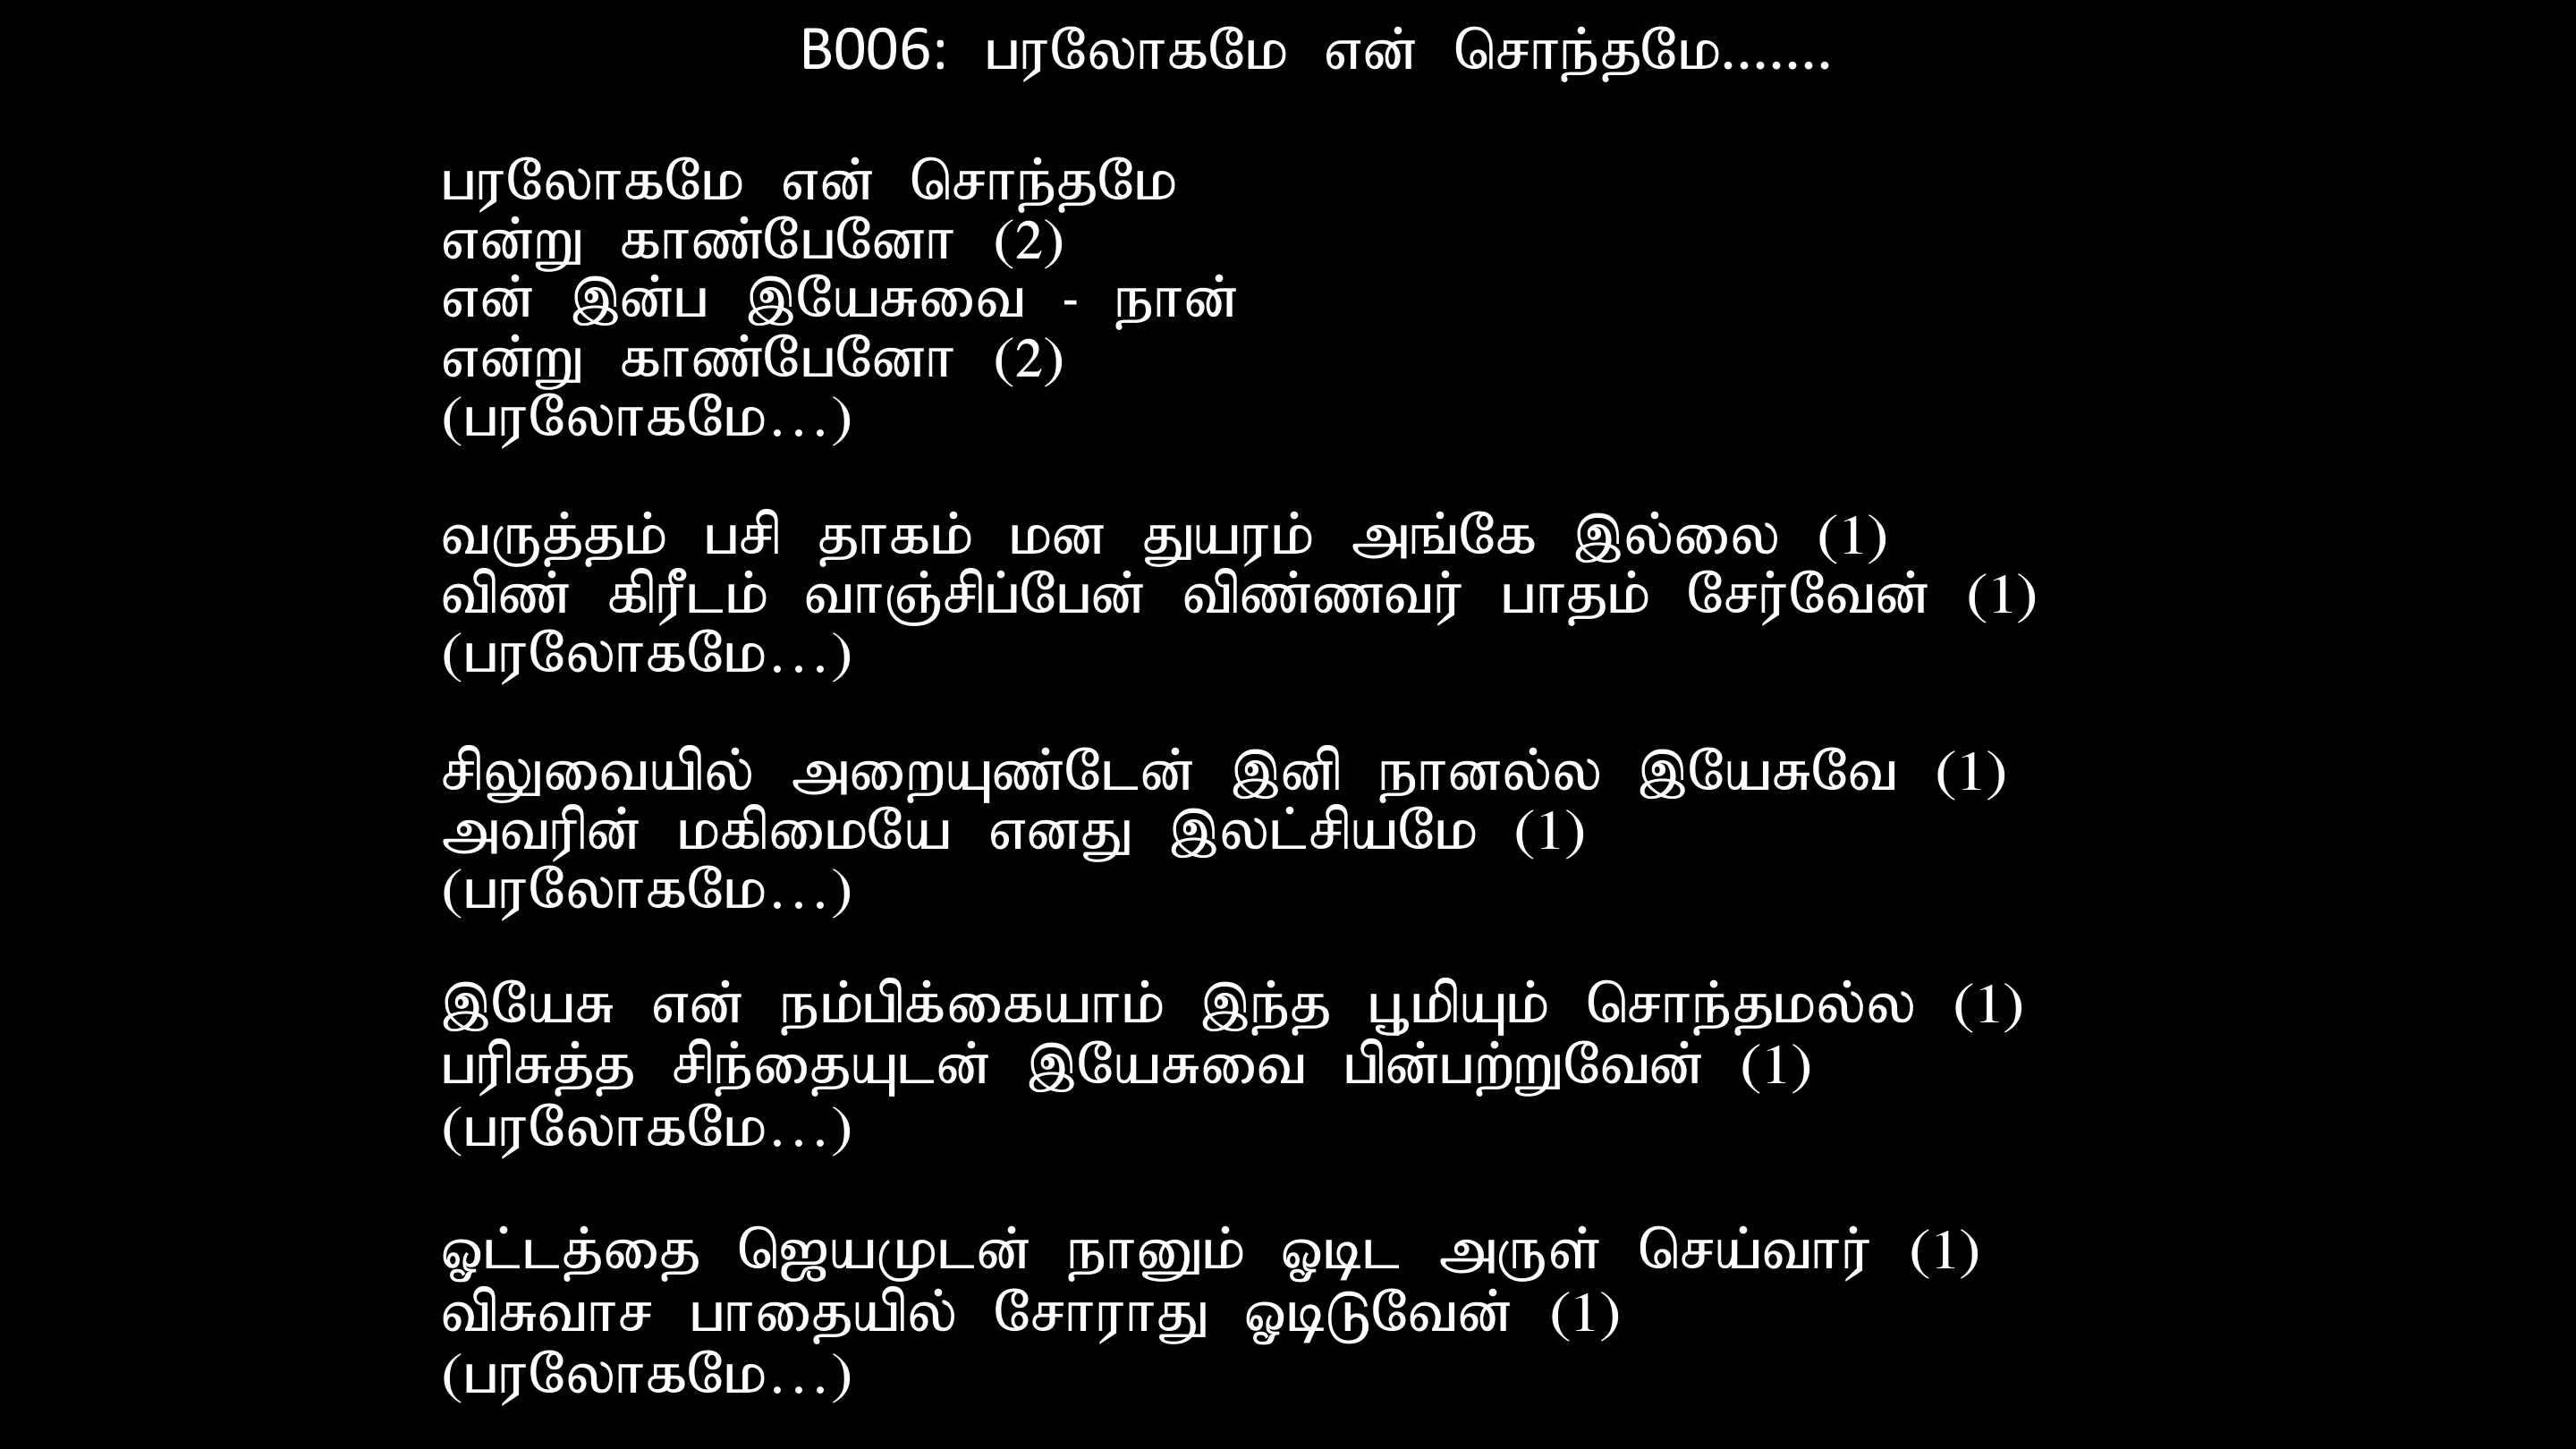 B006: பரலோகமே என் சொந்தமே.......
பரலோகமே என் சொந்தமே
என்று காண்பேனோ (2)
என் இன்ப இயேசுவை - நான்
என்று காண்பேனோ (2)
(பரலோகமே...)
வருத்தம் பசி தாகம் மன துயரம் அங்கே இல்லை (1)
விண் கிரீடம் வாஞ்சிப்பேன் விண்ணவர் பாதம் சேர்வேன் (1)
(பரலோகமே...)
சிலுவையில் அறையுண்டேன் இனி நானல்ல இயேசுவே (1)
அவரின் மகிமையே எனது இலட்சியமே (1)
(பரலோகமே...)
இயேசு என் நம்பிக்கையாம் இந்த பூமியும் சொந்தமல்ல (1)
பரிசுத்த சிந்தையுடன் இயேசுவை பின்பற்றுவேன் (1)
(பரலோகமே...)
ஓட்டத்தை ஜெயமுடன் நானும் ஓடிட அருள் செய்வார் (1)
விசுவாச பாதையில் சோராது ஓடிடுவேன் (1)
(பரலோகமே...)